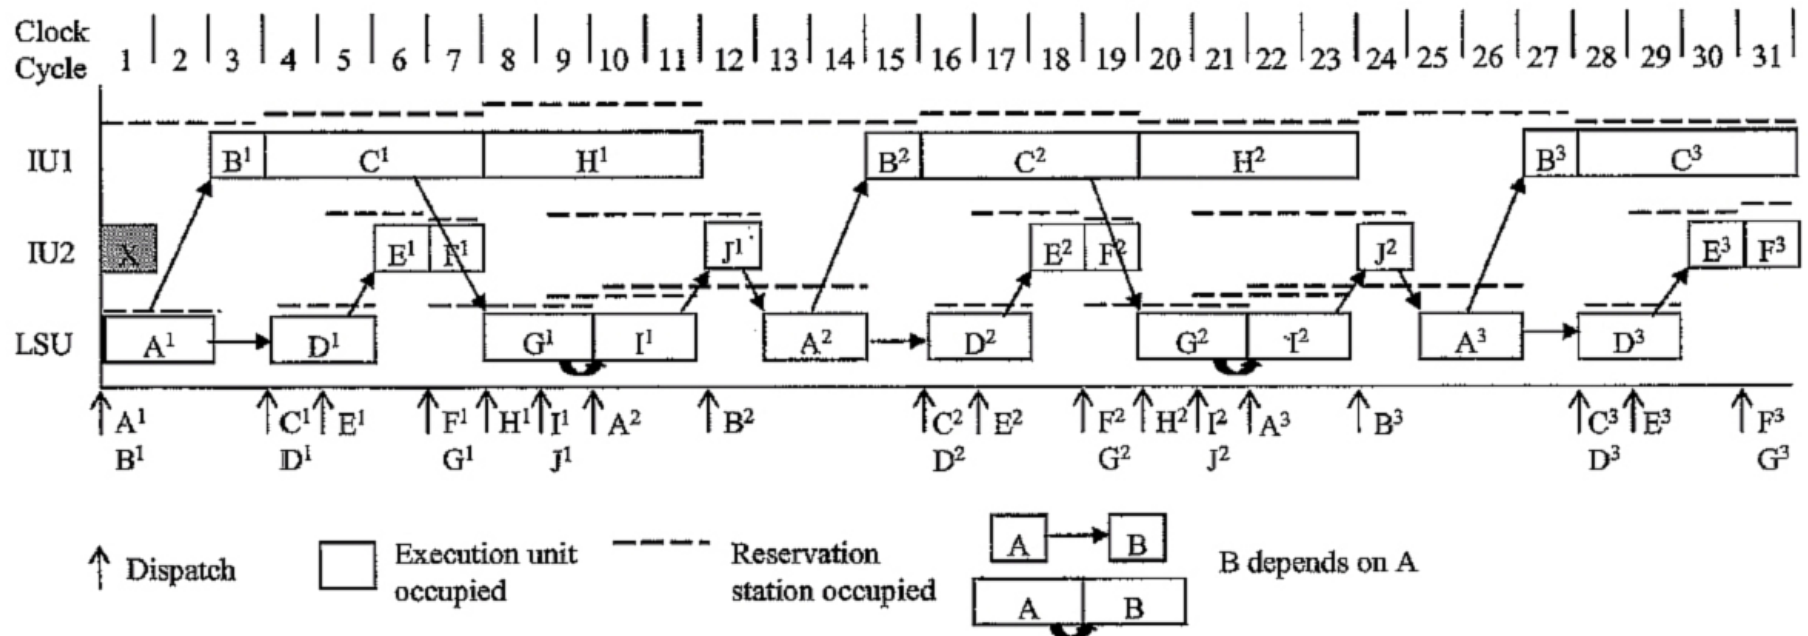 Clock
Cycle 1 2 3 4 5 6 7 8 9 10 11 12 13 14 15 16 17 18 19 20 21 22 23 24 25 26 27 28 29 30 31
IU1 B¹ C¹ H¹ B² C² H² B³ C³
IU2 X E¹ F¹ J¹ E² F² J² E³ F³
LSU A¹ D¹ G¹ I¹ A² D² G² I² A³ D³
A¹ C¹ E¹ F¹ H¹ I¹ A² B² C² E² F² H² I² A³ B³ C³ E³ F³
B¹ D¹ G¹ J¹ D² G² J² D³ G³
Dispatch
Execution unit
occupied
Reservation
station occupied
A B
A B
B depends on A